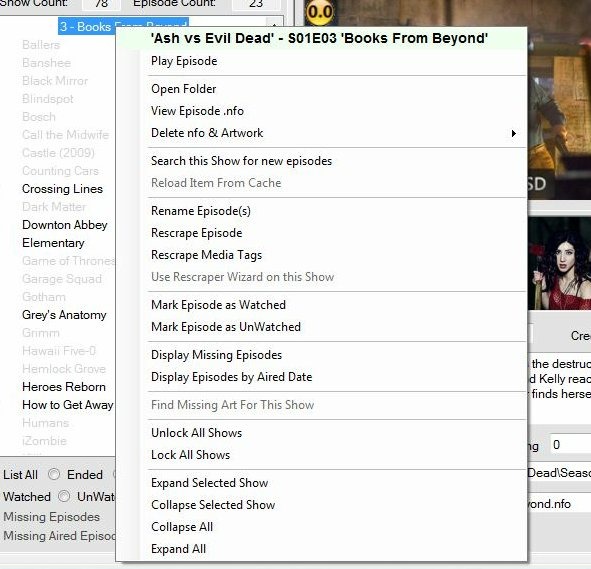 Show Count: 78 Episode Count: 23
0.0
3 - Books From Beyond
'Ash vs Evil Dead' - S01E03 'Books From Beyond'
Play Episode
Open Folder
View Episode .nfo
Delete nfo & Artwork
Search this Show for new episodes
Reload Item From Cache
Rename Episode(s)
Rescrape Episode
Rescrape Media Tags
Use Rescraper Wizard on this Show
Mark Episode as Watched
Mark Episode as UnWatched
Display Missing Episodes
Display Episodes by Aired Date
Find Missing Art For This Show
Unlock All Shows
Lock All Shows
Expand Selected Show
Collapse Selected Show
Collapse All
Expand All
Ballers
Banshee
Black Mirror
Blindspot
Bosch
Call the Midwife
Castle (2009)
Counting Cars
Crossing Lines
Dark Matter
Downton Abbey
Elementary
Game of Thrones
Garage Squad
Gotham
Grey's Anatomy
Grimm
Hawaii Five-0
Hemlock Grove
Heroes Reborn
How to Get Away
Humans
iZombie
List All Ended
Watched UnWat
Missing Episodes
Missing Aired Episod
SD
Cre
the destruc
d Kelly reac
r finds herse
ng 0
Dead\Seaso
yond.nfo